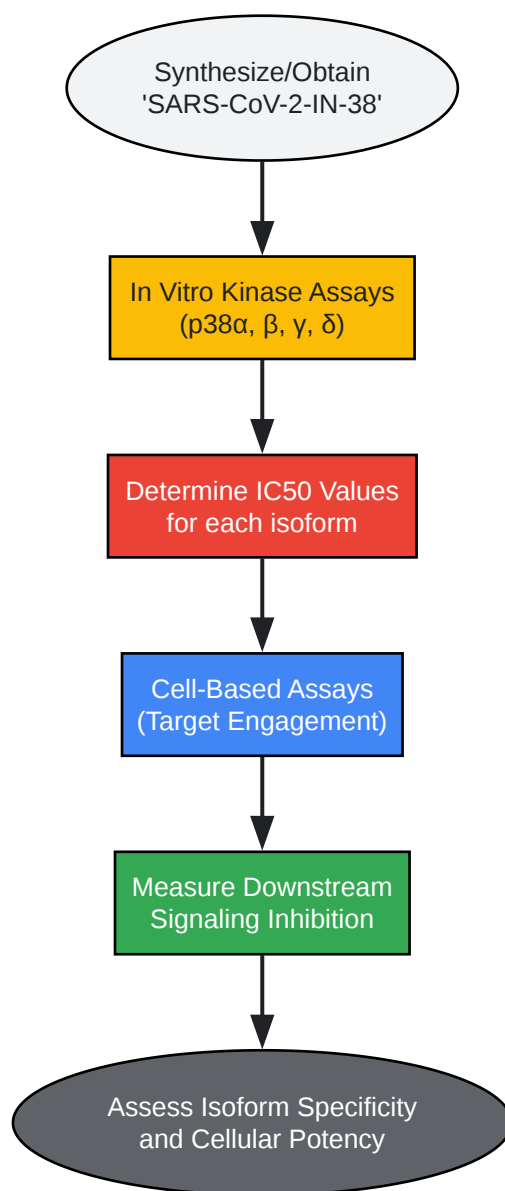 Synthesize/Obtain
'SARS-CoV-2-IN-38'
In Vitro Kinase Assays
(p38α, β, γ, δ)
Determine IC50 Values
for each isoform
Cell-Based Assays
(Target Engagement)
Measure Downstream
Signaling Inhibition
Assess Isoform Specificity
and Cellular Potency